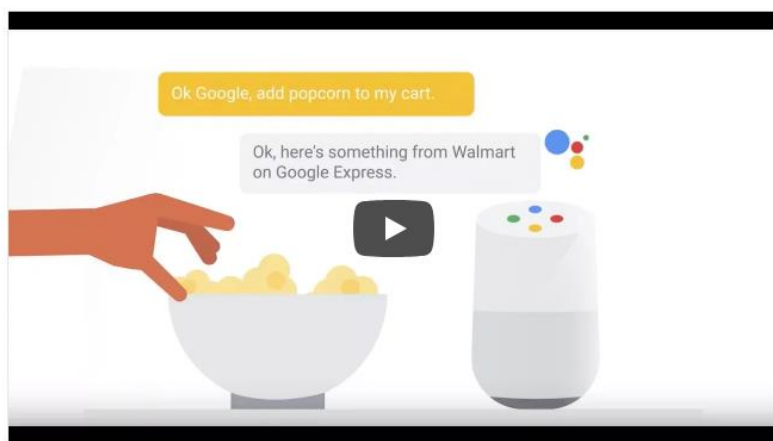 Ok Google, add popcorn to my cart.
Ok, here's something from Walmart
on Google Express.